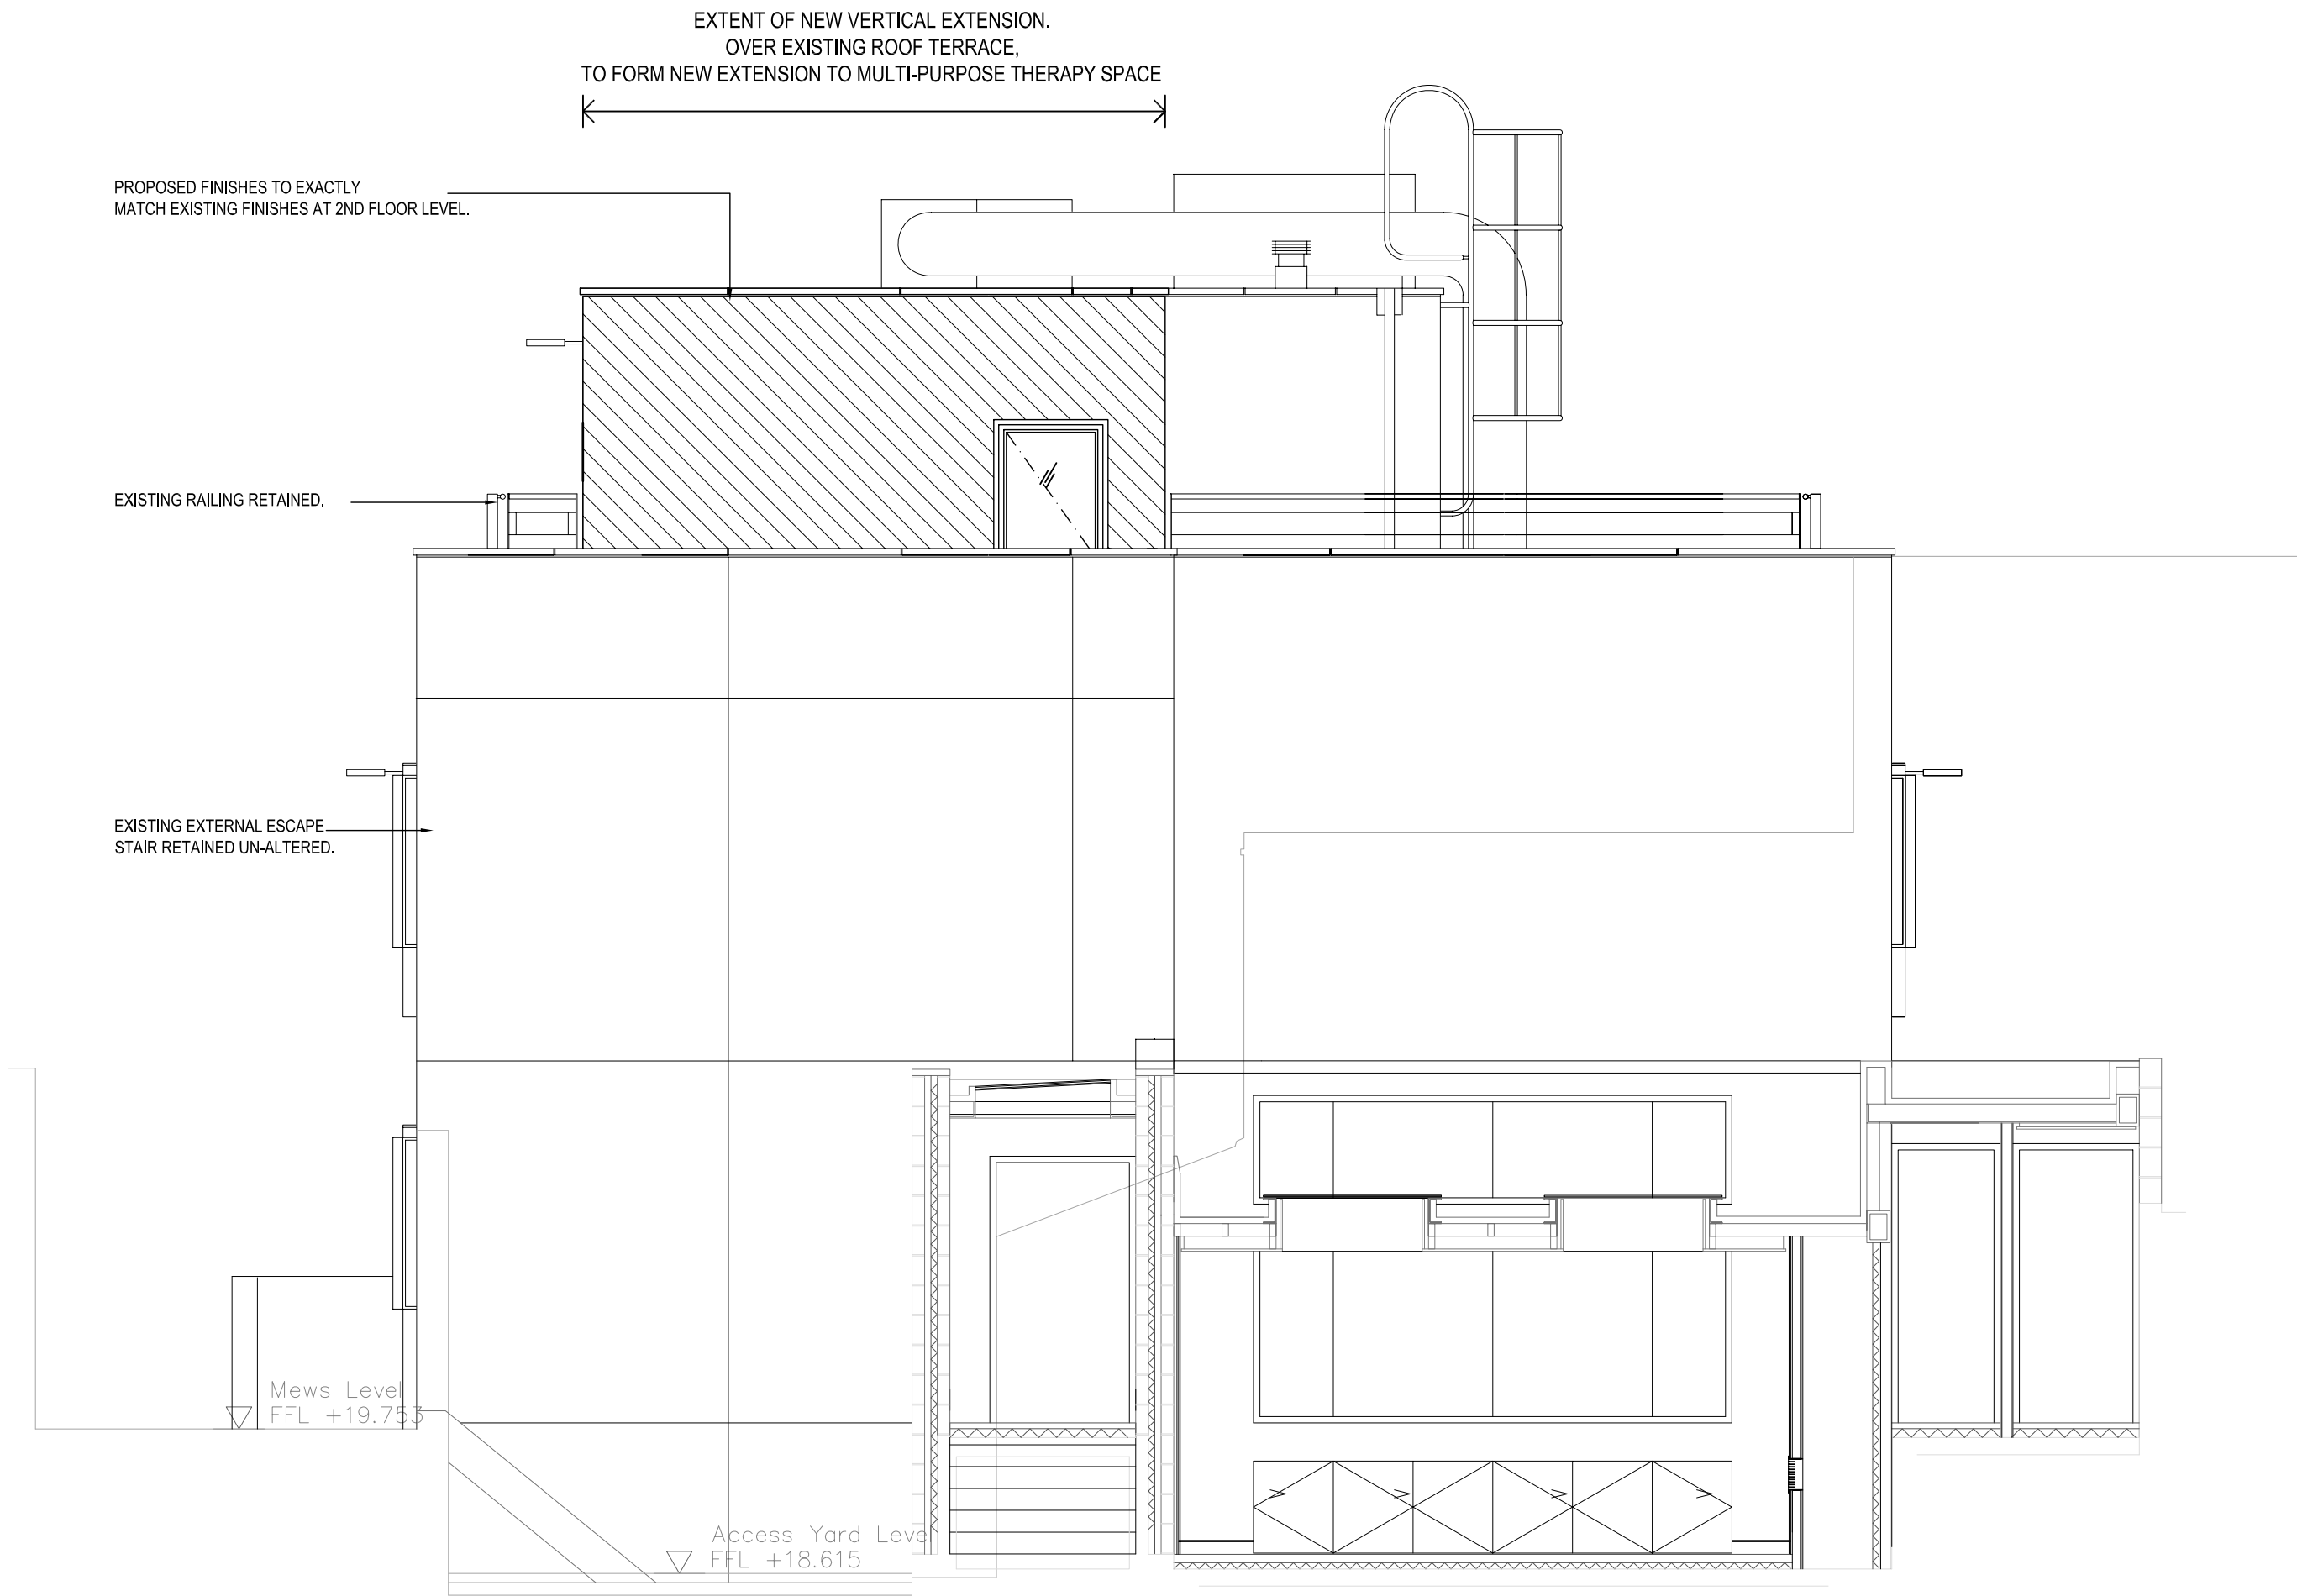 EXTENT OF NEW VERTICAL EXTENSION.
OVER EXISTING ROOF TERRACE,
TO FORM NEW EXTENSION TO MULTI-PURPOSE THERAPY SPACE
PROPOSED FINISHES TO EXACTLY
MATCH EXISTING FINISHES AT 2ND FLOOR LEVEL.
EXISTING RAILING RETAINED.
EXISTING EXTERNAL ESCAPE
STAIR RETAINED UN-ALTERED.
Mews Level
FFL +19.753
Access Yard Level
FFL +18.615